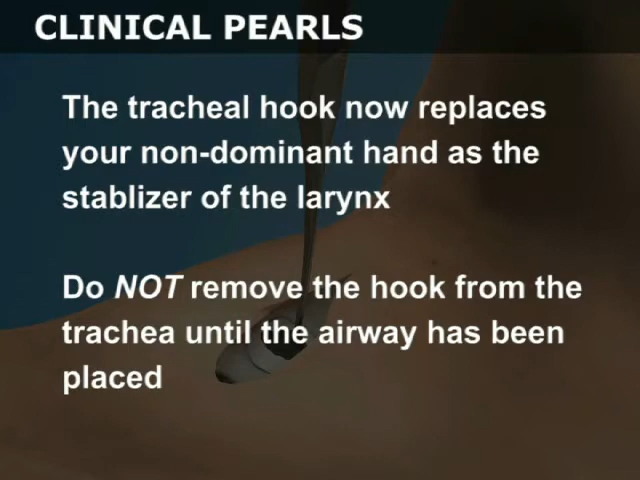 CLINICAL PEARLS
The tracheal hook now replaces
your non-dominant hand as the
stablizer of the larynx
Do NOT remove the hook from the
trachea until the airway has been
placed